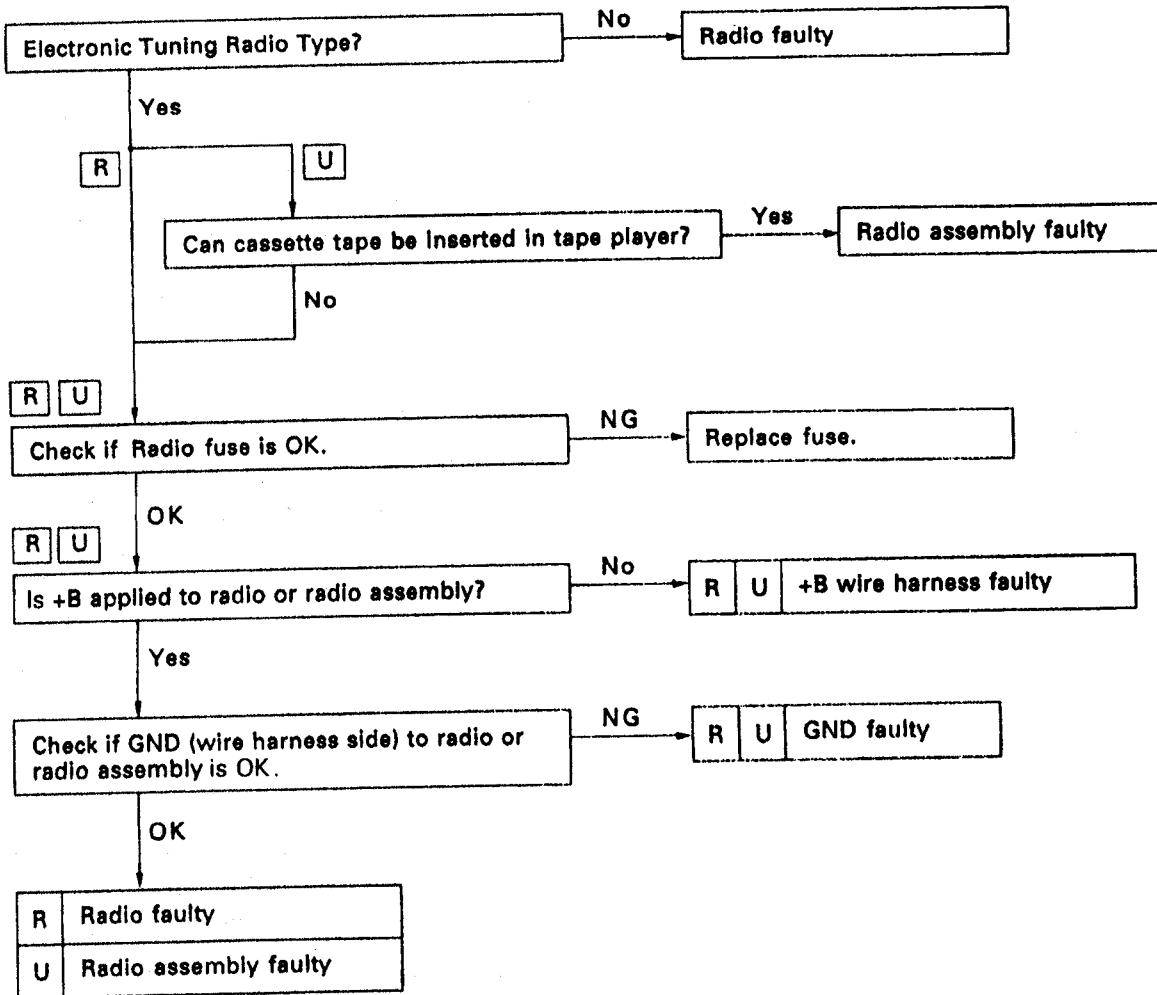 Electronic Tuning Radio Type?
No
Radio faulty
Yes
R
U
Can cassette tape be inserted in tape player?
Yes
Radio assembly faulty
No
R U
Check if Radio fuse is OK.
NG
Replace fuse.
OK
R U
Is +B applied to radio or radio assembly?
No
R U +B wire harness faulty
Yes
Check if GND (wire harness side) to radio or
radio assembly is OK.
NG
R U GND faulty
OK
R Radio faulty
U Radio assembly faulty